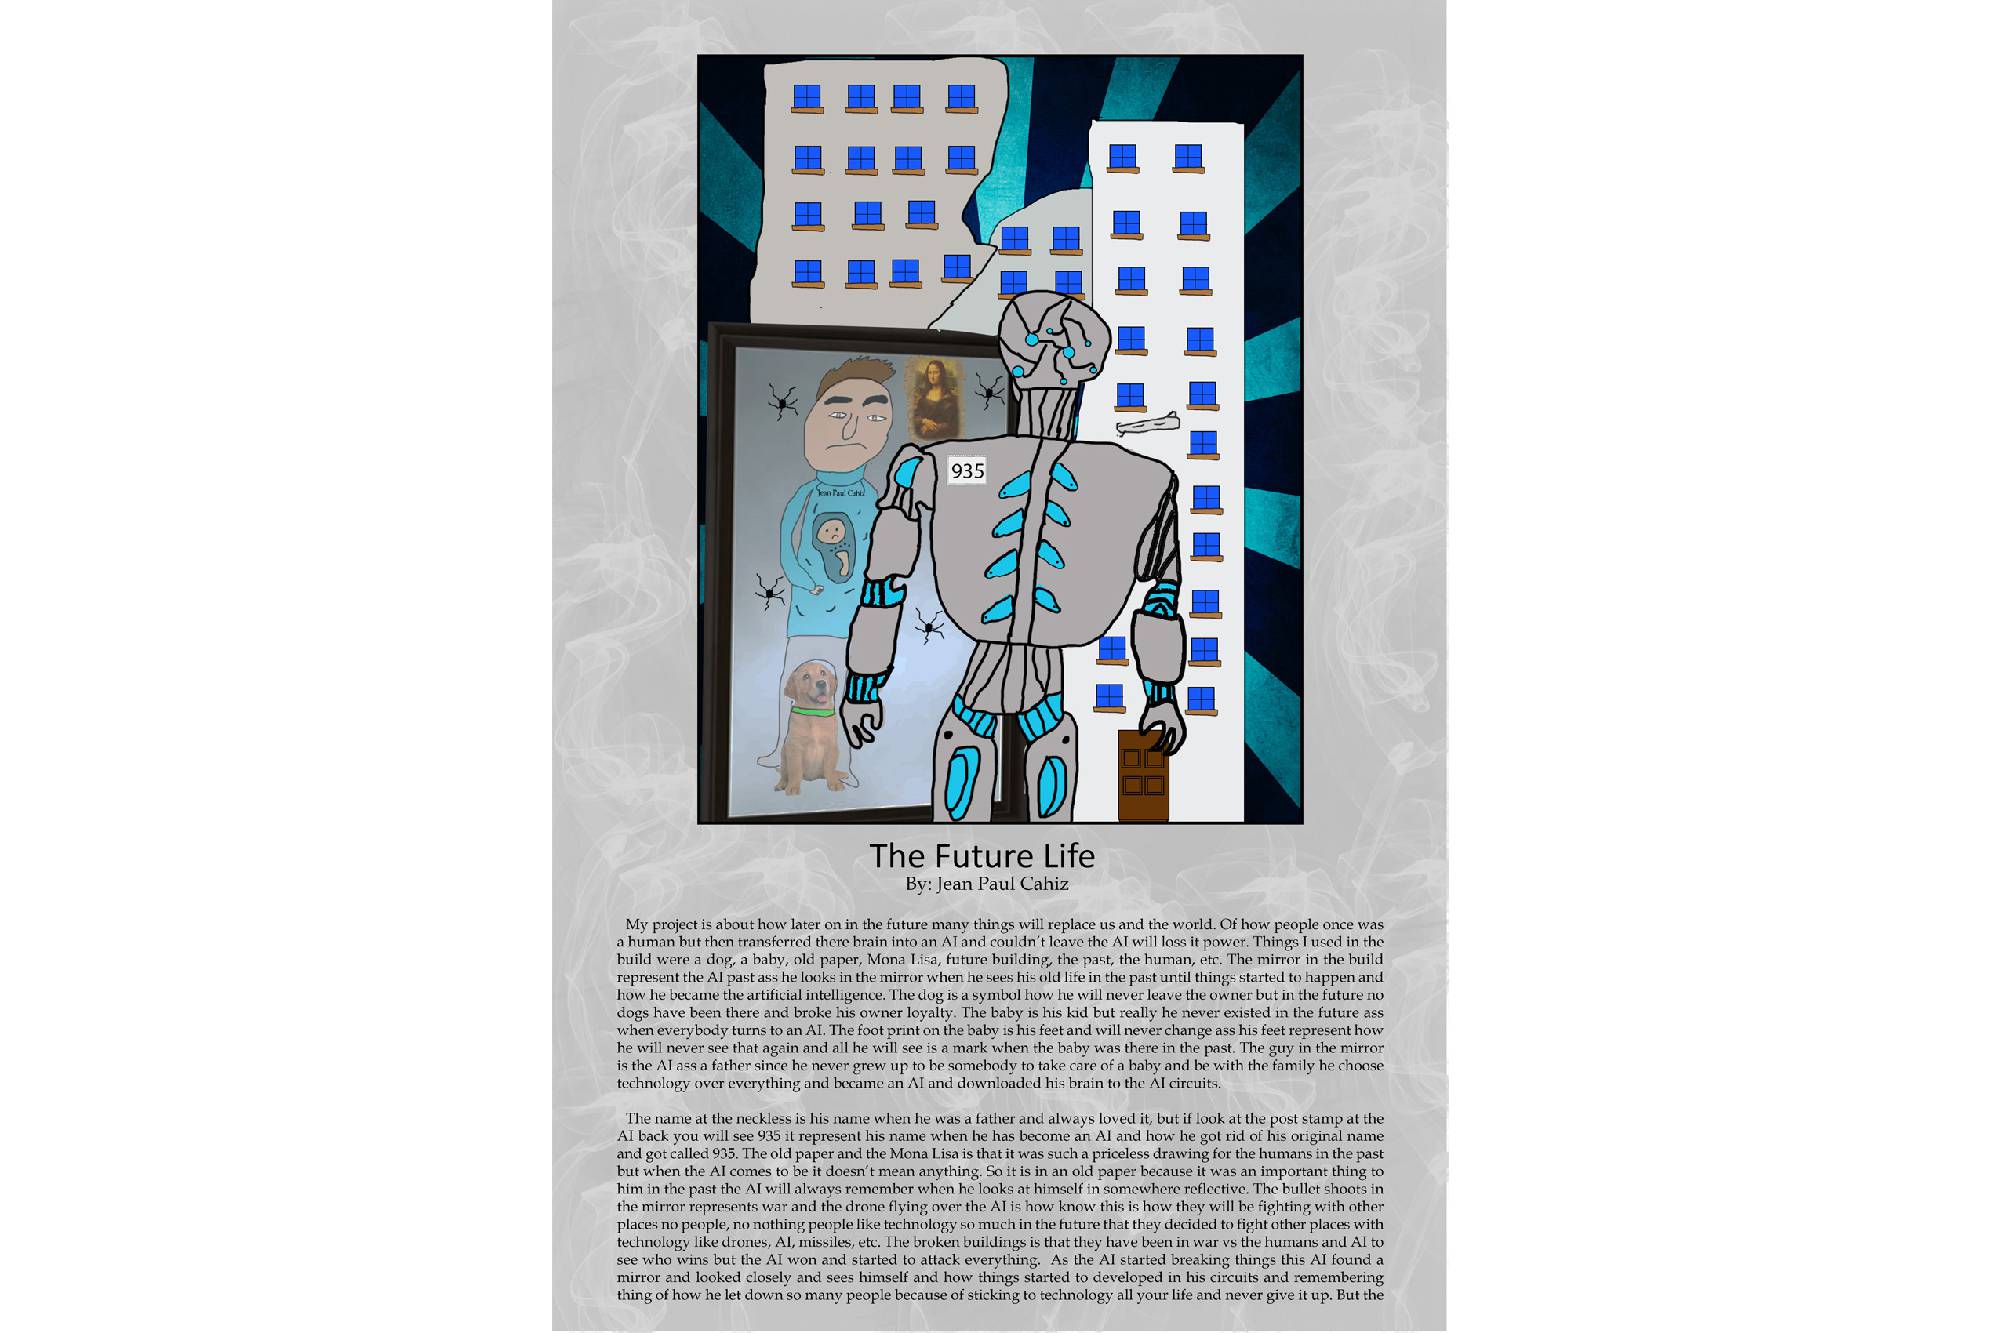 935
Jean Paul Cahiz
The Future Life
By: Jean Paul Cahiz
My project is about how later on in the future many things will replace us and the world. Of how people once was
a human but then transferred there brain into an AI and couldn't leave the AI will loss it power. Things I used in the
build were a dog, a baby, old paper, Mona Lisa, future building, the past, the human, etc. The mirror in the build
represent the AI past ass he looks in the mirror when he sees his old life in the past until things started to happen and
how he became the artificial intelligence. The dog is a symbol how he will never leave the owner but in the future no
dogs have been there and broke his owner loyalty. The baby is his kid but really he never existed in the future ass
when everybody turns to an AI. The foot print on the baby is his feet and will never change ass his feet represent how
he will never see that again and all he will see is a mark when the baby was there in the past. The guy in the mirror
is the AI ass a father since he never grew up to be somebody to take care of a baby and be with the family he choose
technology over everything and became an AI and downloaded his brain to the AI circuits.
The name at the neckless is his name when he was a father and always loved it, but if look at the post stamp at the
AI back you will see 935 it represent his name when he has become an AI and how he got rid of his original name
and got called 935. The old paper and the Mona Lisa is that it was such a priceless drawing for the humans in the past
but when the AI comes to be it doesn't mean anything. So it is in an old paper because it was an important thing to
him in the past the AI will always remember when he looks at himself in somewhere reflective. The bullet shoots in
the mirror represents war and the drone flying over the AI is how know this is how they will be fighting with other
places no people, no nothing people like technology so much in the future that they decided to fight other places with
technology like drones, AI, missiles, etc. The broken buildings is that they have been in war vs the humans and AI to
see who wins but the AI won and started to attack everything.  As the AI started breaking things this AI found a
mirror and looked closely and sees himself and how things started to developed in his circuits and remembering
thing of how he let down so many people because of sticking to technology all your life and never give it up. But the